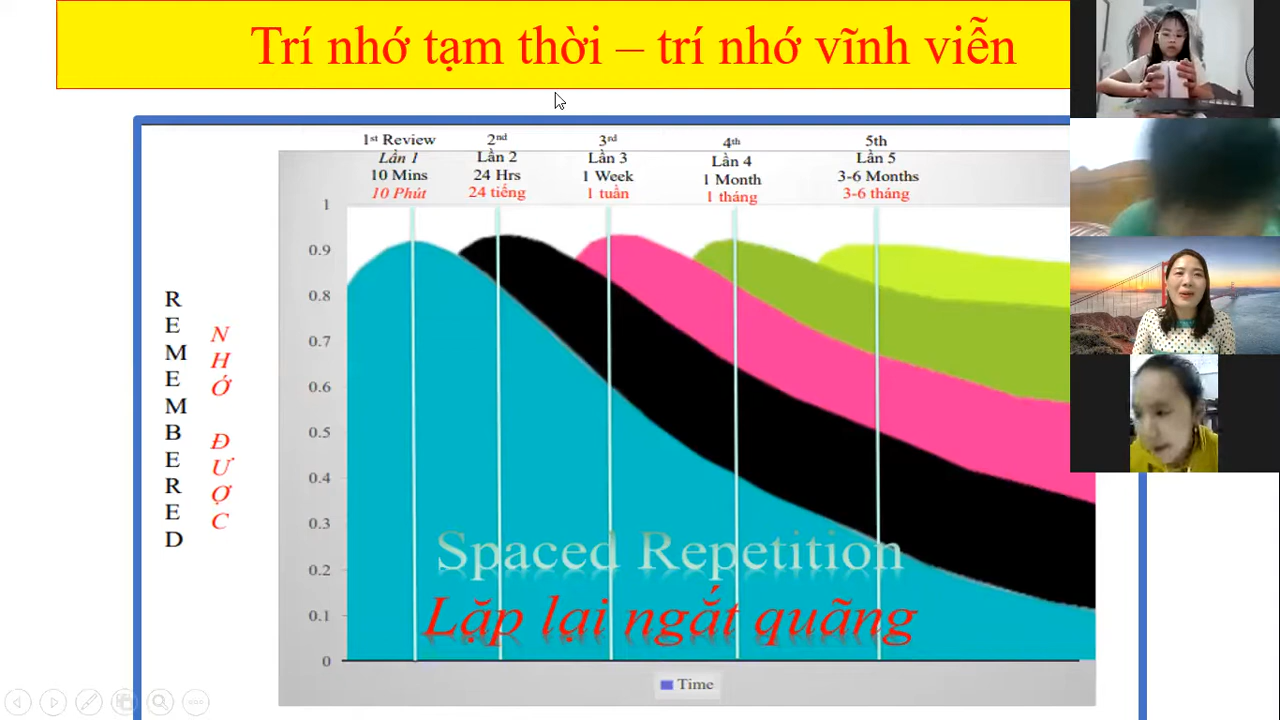 Trí nhớ tạm thời – trí nhớ vĩnh viễn
1st Review
Lần 1
10 Mins
10 Phút
2nd
Lần 2
24 Hrs
24 tiếng
3rd
Lần 3
1 Week
1 tuần
4th
Lần 4
1 Month
1 tháng
5th
Lần 5
3-6 Months
3-6 tháng
REMEMBERED
NHỚ ĐƯỢC
1
0.9
0.8
0.7
0.6
0.5
0.4
0.3
0.2
0.1
0
Spaced Repetition
Lặp lại ngắt quãng
Time